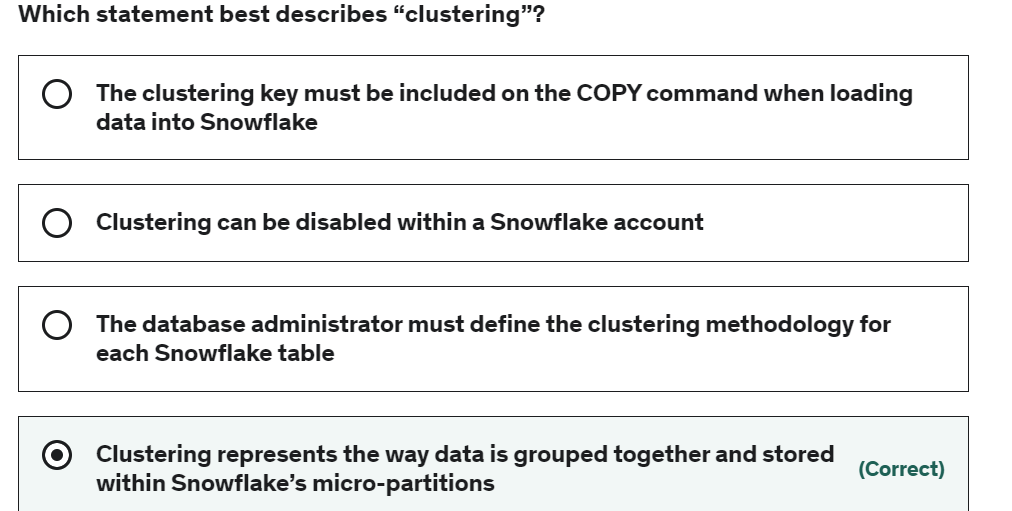 Which statement best describes “clustering”?
The clustering key must be included on the COPY command when loading
data into Snowflake
Clustering can be disabled within a Snowflake account
The database administrator must define the clustering methodology for
each Snowflake table
Clustering represents the way data is grouped together and stored
within Snowflake’s micro-partitions
(Correct)